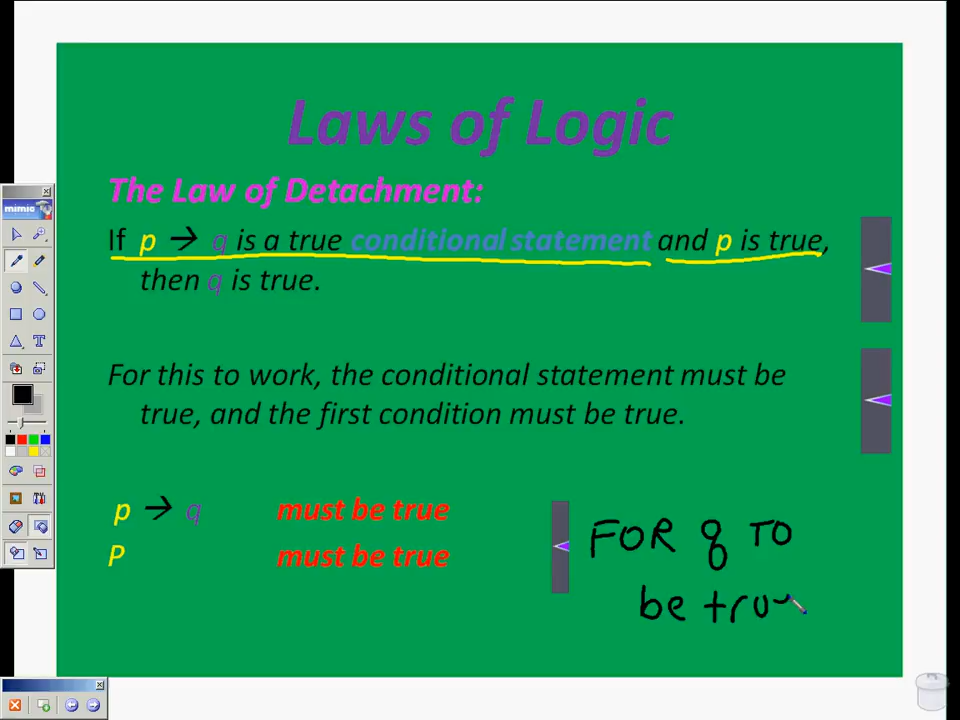 Laws of Logic
The Law of Detachment:
If p → q is a true conditional statement and p is true,
then q is true.
For this to work, the conditional statement must be
true, and the first condition must be true.
p → q must be true
P must be true
FOR q TO
be tru
mimio